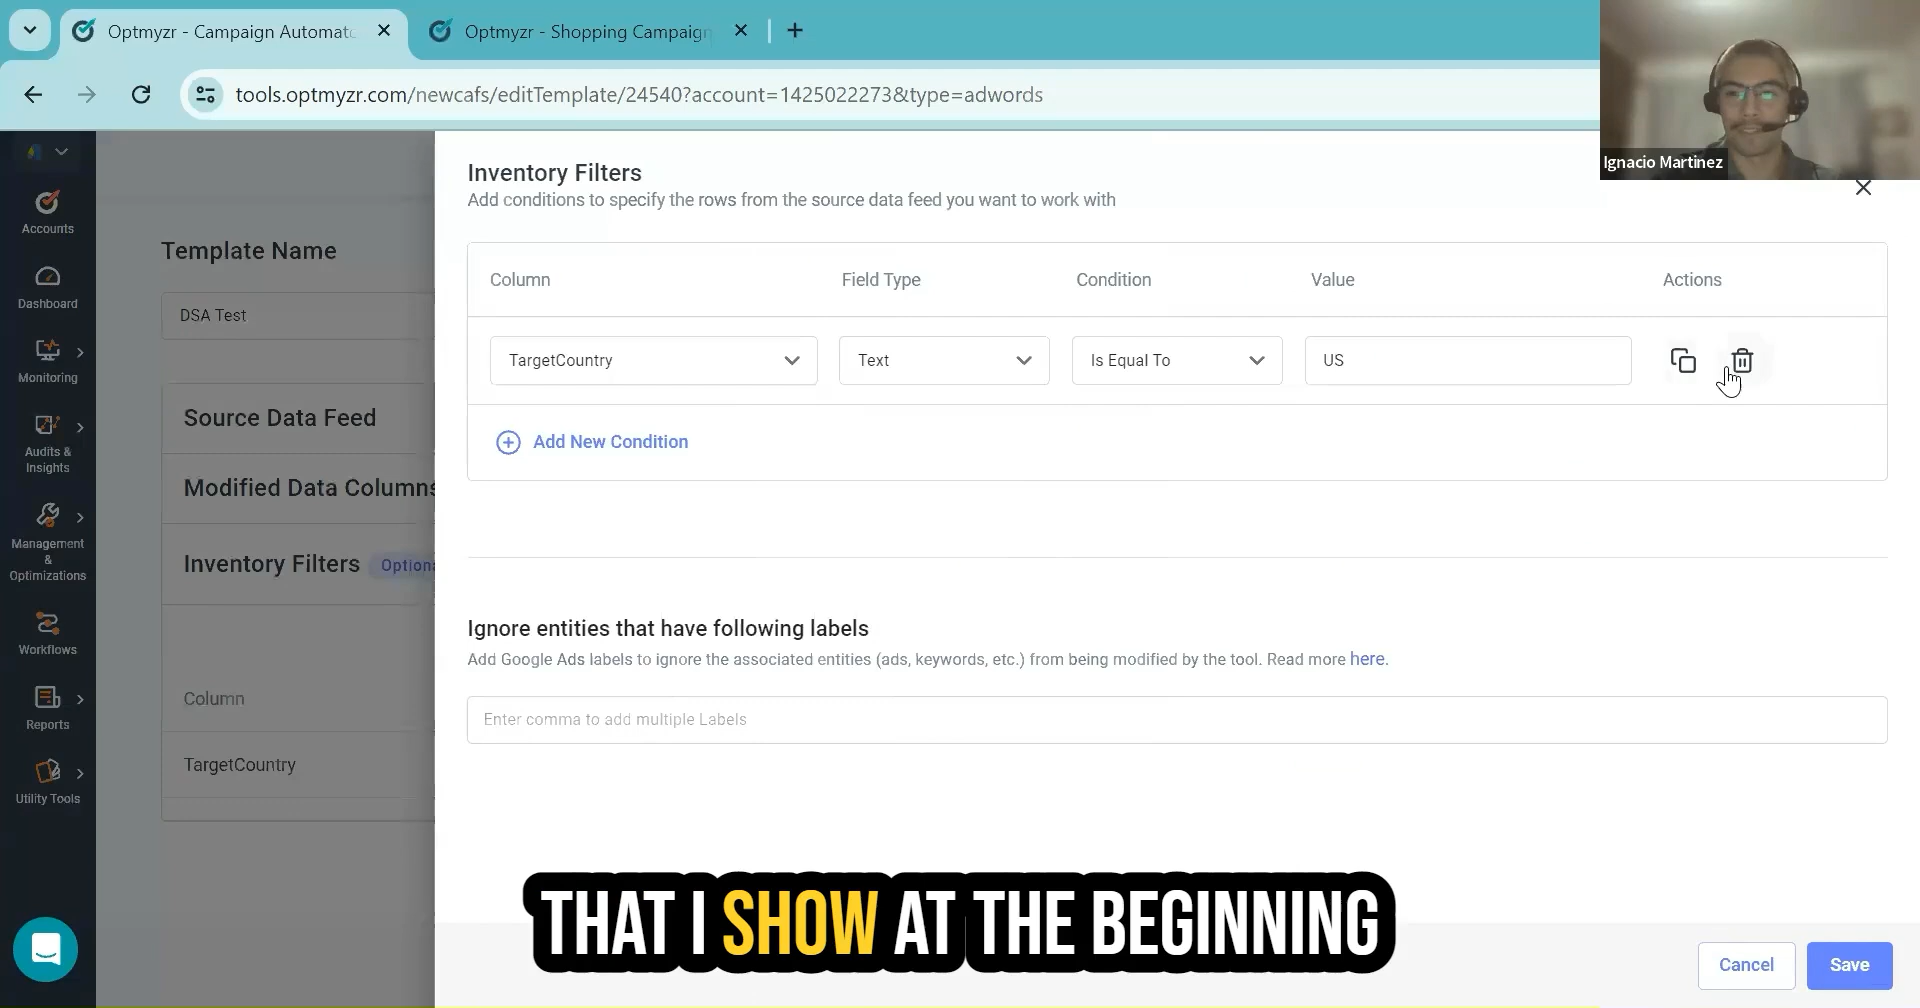 Optmyzr - Campaign Automat
Optmyzr - Shopping Campaign
tools.optmyzr.com/newcafs/editTemplate/24540?account=1425022273&type=adwords
Ignacio Martinez
Accounts
Dashboard
Monitoring
Audits &
Insights
Management
&
Optimizations
Workflows
Reports
Utility Tools
Template Name
DSA Test
Source Data Feed
Modified Data Columns
Inventory Filters Optiona
Column
TargetCountry
Inventory Filters
Add conditions to specify the rows from the source data feed you want to work with
Column Field Type Condition Value Actions
TargetCountry Text Is Equal To US
Add New Condition
Ignore entities that have following labels
Add Google Ads labels to ignore the associated entities (ads, keywords, etc.) from being modified by the tool. Read more here.
Enter comma to add multiple Labels
THAT I SHOW AT THE BEGINNING
Cancel Save